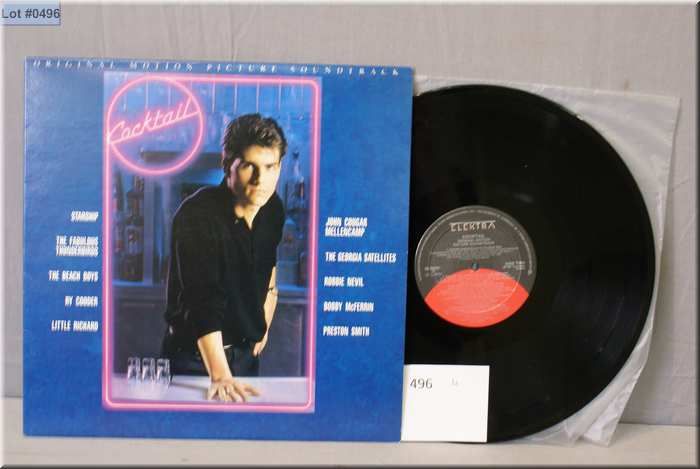 Lot #0496
ORIGINAL MOTION PICTURE SOUNDTRACK
Cocktail
STARSHIP
THE FABULOUS
THUNDERBIRDS
THE BEACH BOYS
RY COODER
LITTLE RICHARD
JOHN COUGAR
MELLENCAMP
THE GEORGIA SATELLITES
ROBBIE NEVIL
BOBBY McFERRIN
PRESTON SMITH
ELEKTRA
496